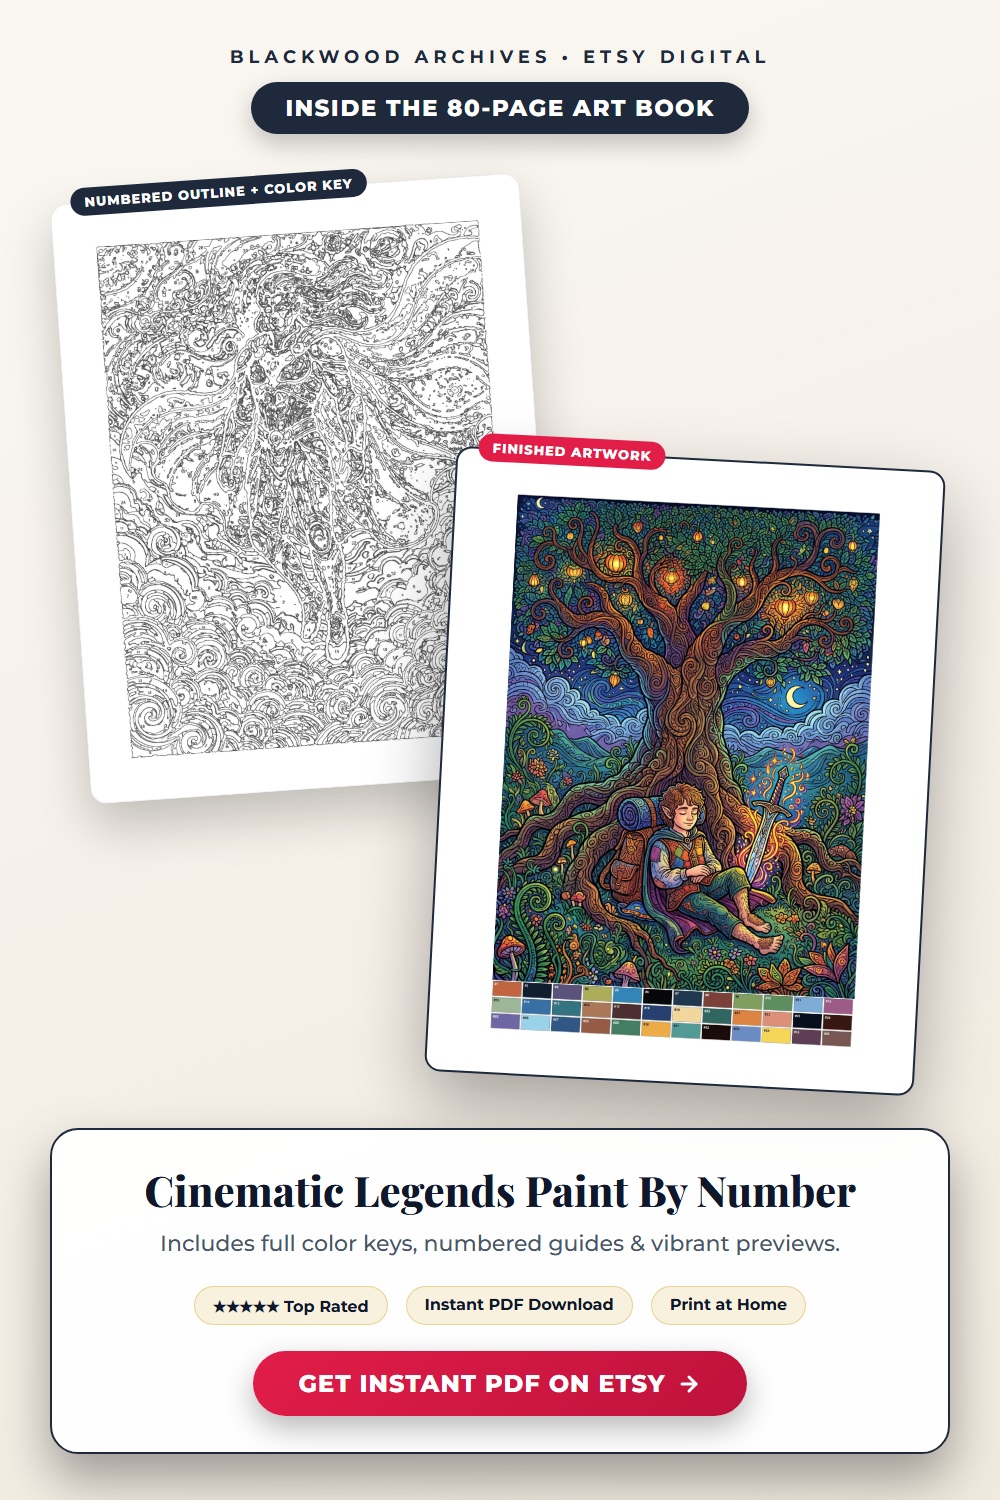 BLACKWOOD ARCHIVES • ETSY DIGITAL
INSIDE THE 80-PAGE ART BOOK
NUMBERED OUTLINE + COLOR KEY
FINISHED ARTWORK
Cinematic Legends Paint By Number
Includes full color keys, numbered guides & vibrant previews.
★★★★★ Top Rated
Instant PDF Download
Print at Home
GET INSTANT PDF ON ETSY →